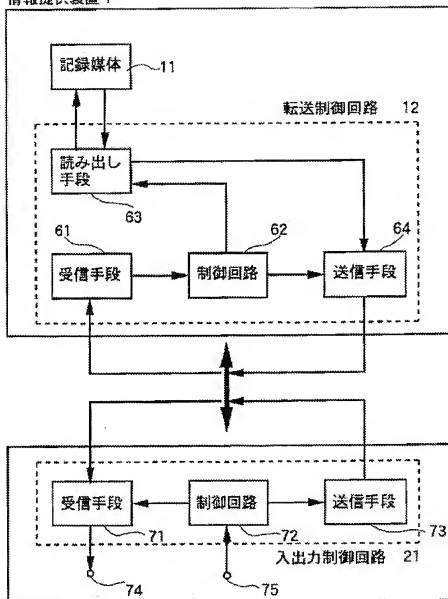 情報提供装置 1
記録媒体
11
転送制御回路 12
読み出し
手段
63
61
62
64
受信手段
制御回路
送信手段
受信手段
制御回路
送信手段
71
72
73
入出力制御回路 21
74
75